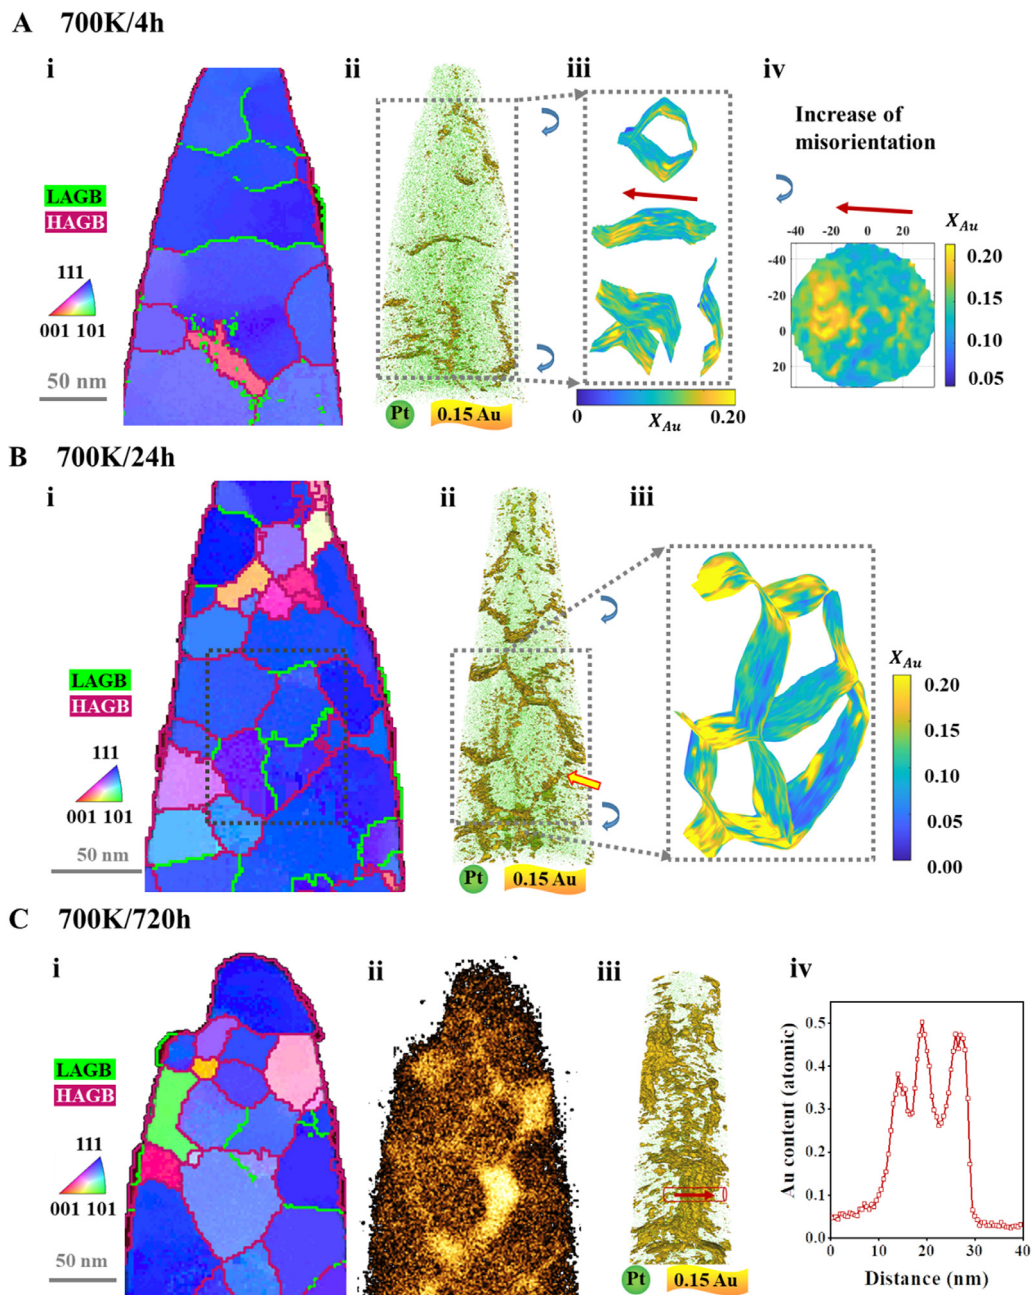 A 700K/4h
i
ii
iii
iv
LAGB
HAGB
111
001 101
50 nm
Pt
0.15 Au
0
X_Au
0.20
Increase of
misorientation
-40 -20 0 20
-40
-20
0
20
X_Au
0.20
0.15
0.10
0.05
B 700K/24h
i
ii
iii
LAGB
HAGB
111
001 101
50 nm
Pt
0.15 Au
X_Au
0.20
0.15
0.10
0.05
0.00
C 700K/720h
i
ii
iii
iv
LAGB
HAGB
111
001 101
50 nm
Pt
0.15 Au
Au content (atomic)
0.5
0.4
0.3
0.2
0.1
0.0
0 10 20 30 40
Distance (nm)